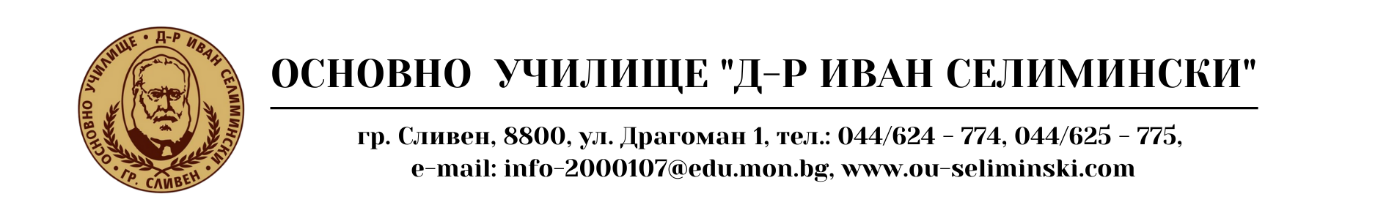 ОСНОВНО УЧИЛИЩЕ • Д-Р ИВАН СЕЛИМИНСКИ •
ГР. СЛИВЕН
ОСНОВНО УЧИЛИЩЕ "Д-Р ИВАН СЕЛИМИНСКИ"
гр. Сливен, 8800, ул. Драгоман 1, тел.: 044/624 - 774, 044/625 - 775,
e-mail: info-2000107@edu.mon.bg, www.ou-seliminski.com